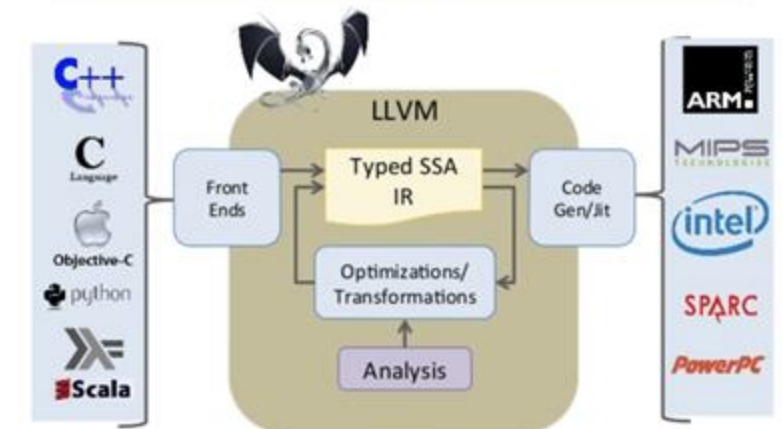 C++
C
Language
Objective-C
python
Scala
LLVM
Front
Ends
Typed SSA
IR
Code
Gen/Jit
Optimizations/
Transformations
Analysis
ARM
POWERED
MIPS
TECHNOLOGIES
intel
SPARC
PowerPC